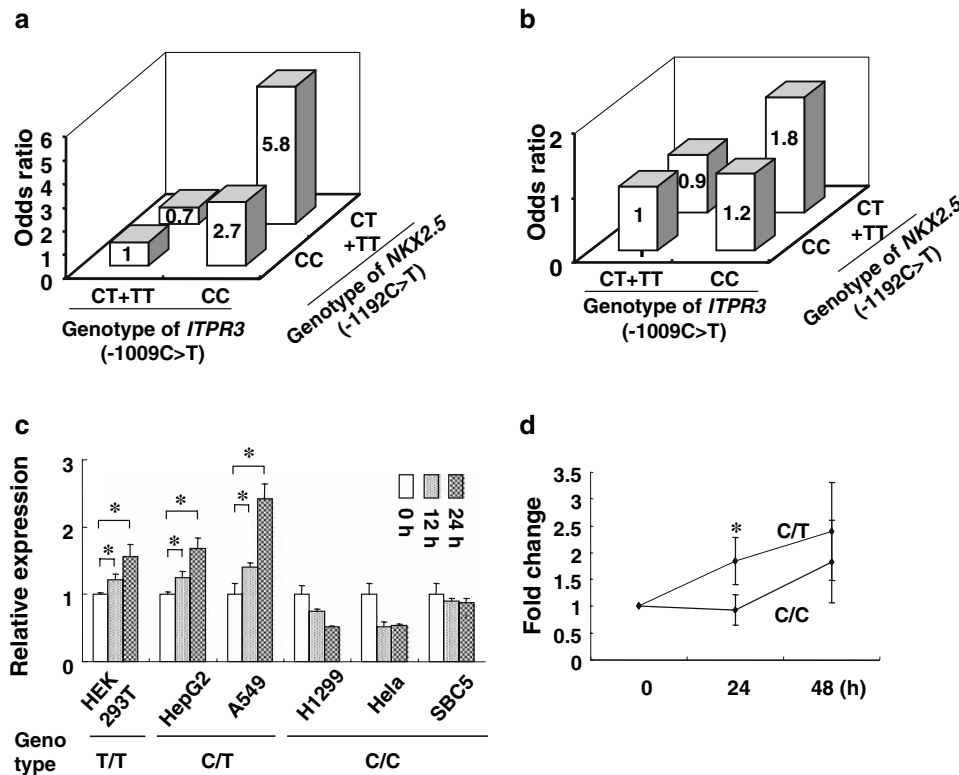 a
Odds ratio
6
5
4
3
2
1
0
1
0.7
2.7
5.8
CT+TT
CC
Genotype of ITPR3
(-1009C>T)
CC
CT
+TT
Genotype of NKX2.5
(-1192C>T)
b
Odds ratio
2
1
0
1
0.9
1.2
1.8
CT+TT
CC
Genotype of ITPR3
(-1009C>T)
CC
CT
+TT
Genotype of NKX2.5
(-1192C>T)
c
Relative expression
3
2
1
0
*
*
*
*
*
*
0 h
12 h
24 h
HEK
293T
HepG2
A549
H1299
Hela
SBC5
Geno
type
T/T
C/T
C/C
d
Fold change
3.5
3
2.5
2
1.5
1
0.5
0
*
C/T
C/C
0
24
48 (h)